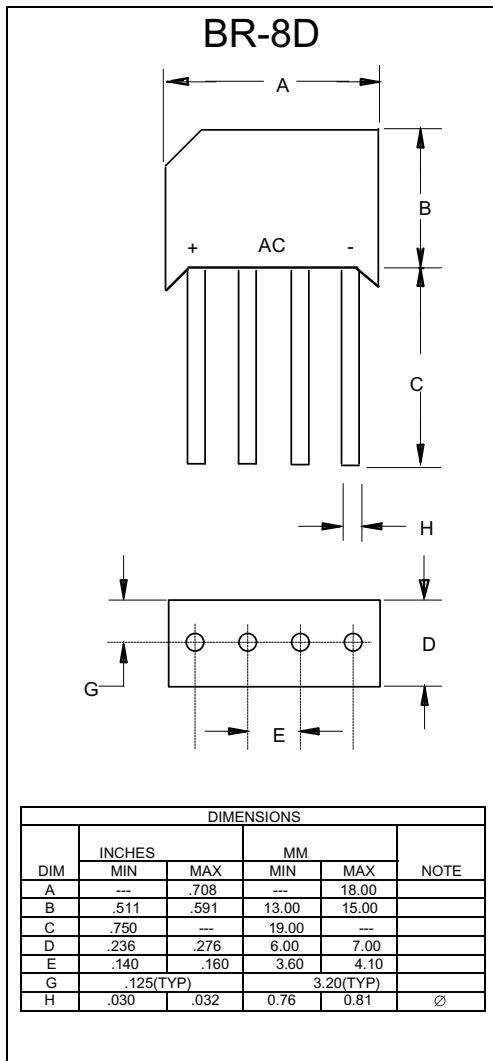 BR-8D
A
B
+ AC -
C
H
D
G
E
DIMENSIONS
INCHES MM
DIM MIN MAX MIN MAX NOTE
A --- .708 --- 18.00
B .511 .591 13.00 15.00
C .750 --- 19.00 ---
D .236 .276 6.00 7.00
E .140 .160 3.60 4.10
G .125(TYP) 3.20(TYP)
H .030 .032 0.76 0.81 ∅